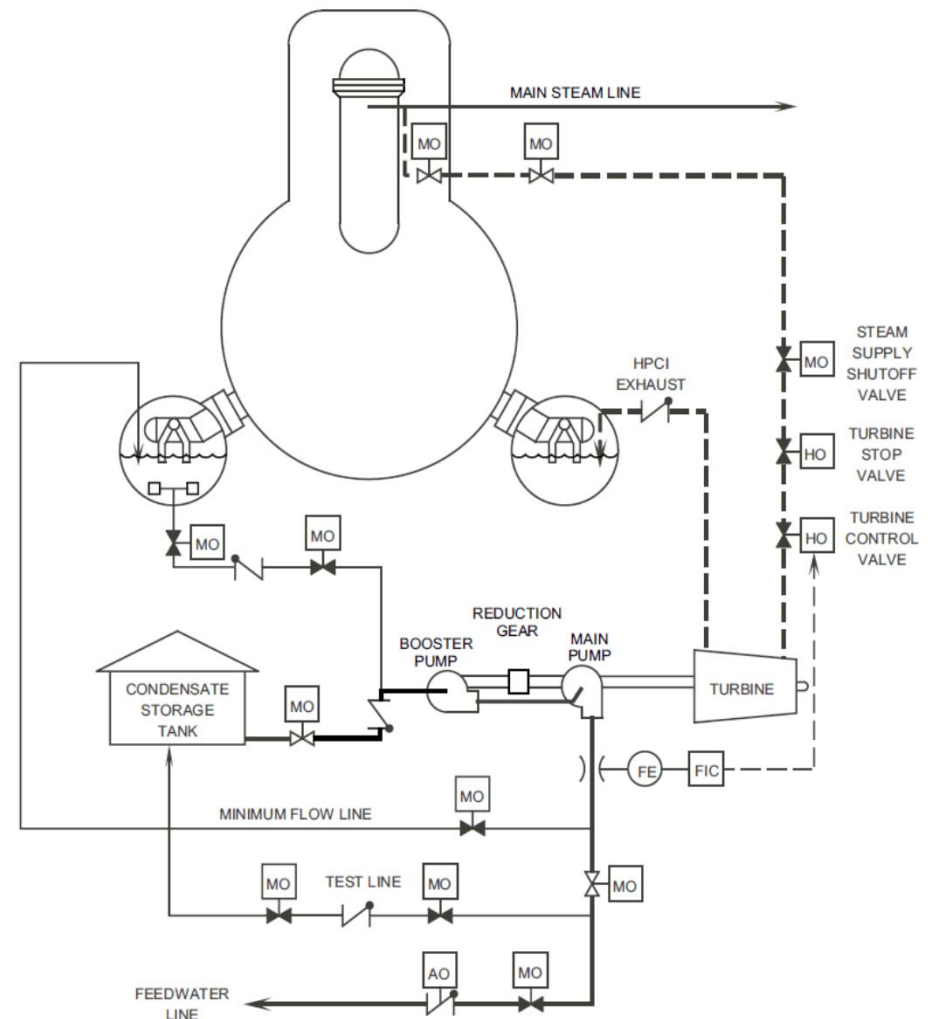 MAIN STEAM LINE
MO
MO
STEAM
SUPPLY
SHUTOFF
VALVE
MO
HPCI
EXHAUST
TURBINE
STOP
VALVE
HO
TURBINE
CONTROL
VALVE
HO
MO
MO
REDUCTION
GEAR
BOOSTER
PUMP
MAIN
PUMP
CONDENSATE
STORAGE
TANK
MO
TURBINE
FE
FIC
MO
MINIMUM FLOW LINE
MO
TEST LINE
MO
MO
AO
MO
FEEDWATER
LINE